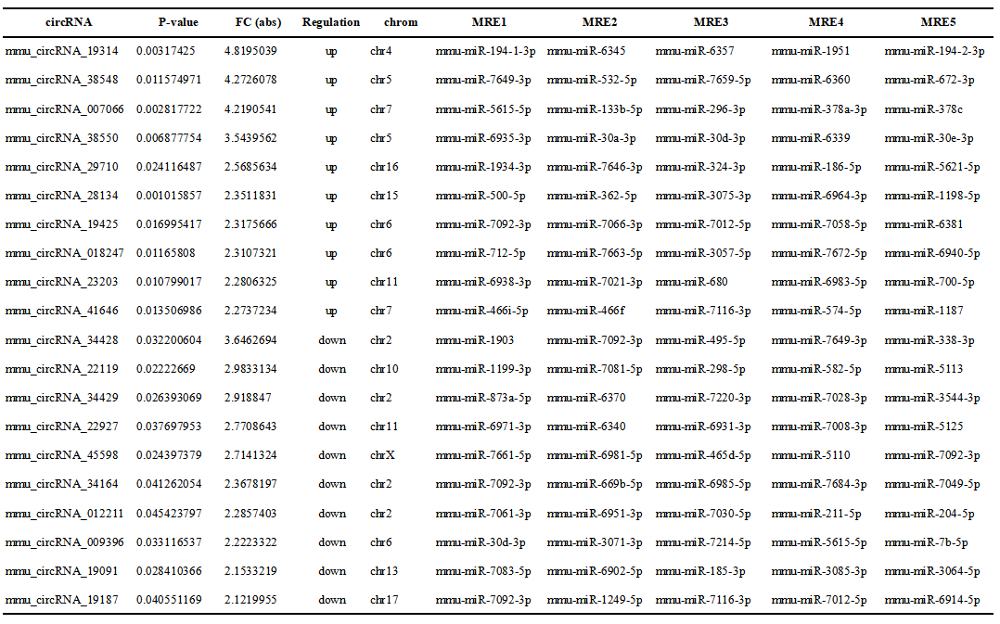 circRNA P-value FC (abs) Regulation chrom MRE1 MRE2 MRE3 MRE4 MRE5
mmu_circRNA_19314 0.00317425 4.8195039 up chr4 mmu-miR-194-1-3p mmu-miR-6345 mmu-miR-6357 mmu-miR-1951 mmu-miR-194-2-3p
mmu_circRNA_38548 0.011574971 4.2726078 up chr5 mmu-miR-7649-3p mmu-miR-532-5p mmu-miR-7659-5p mmu-miR-6360 mmu-miR-672-3p
mmu_circRNA_007066 0.002817722 4.2190541 up chr7 mmu-miR-5615-5p mmu-miR-133b-5p mmu-miR-296-3p mmu-miR-378a-3p mmu-miR-378c
mmu_circRNA_38550 0.006877754 3.5439562 up chr5 mmu-miR-6935-3p mmu-miR-30a-3p mmu-miR-30d-3p mmu-miR-6339 mmu-miR-30e-3p
mmu_circRNA_29710 0.024116487 2.5685634 up chr16 mmu-miR-1934-3p mmu-miR-7646-3p mmu-miR-324-3p mmu-miR-186-5p mmu-miR-5621-5p
mmu_circRNA_28134 0.001015857 2.3511831 up chr15 mmu-miR-500-5p mmu-miR-362-5p mmu-miR-3075-3p mmu-miR-6964-3p mmu-miR-1198-5p
mmu_circRNA_19425 0.016995417 2.3175666 up chr6 mmu-miR-7092-3p mmu-miR-7066-3p mmu-miR-7012-5p mmu-miR-7058-5p mmu-miR-6381
mmu_circRNA_018247 0.01165808 2.3107321 up chr6 mmu-miR-712-5p mmu-miR-7663-5p mmu-miR-3057-5p mmu-miR-7672-5p mmu-miR-6940-5p
mmu_circRNA_23203 0.010799017 2.2806325 up chr11 mmu-miR-6938-3p mmu-miR-7021-3p mmu-miR-680 mmu-miR-6983-5p mmu-miR-700-5p
mmu_circRNA_41646 0.013506986 2.2737234 up chr7 mmu-miR-466i-5p mmu-miR-466f mmu-miR-7116-3p mmu-miR-574-5p mmu-miR-1187
mmu_circRNA_34428 0.032200604 3.6462694 down chr2 mmu-miR-1903 mmu-miR-7092-3p mmu-miR-495-5p mmu-miR-7649-3p mmu-miR-338-3p
mmu_circRNA_22119 0.02222669 2.9833134 down chr10 mmu-miR-1199-3p mmu-miR-7081-5p mmu-miR-298-5p mmu-miR-582-5p mmu-miR-5113
mmu_circRNA_34429 0.026393069 2.918847 down chr2 mmu-miR-873a-5p mmu-miR-6370 mmu-miR-7220-3p mmu-miR-7028-3p mmu-miR-3544-3p
mmu_circRNA_22927 0.037697953 2.7708643 down chr11 mmu-miR-6971-3p mmu-miR-6340 mmu-miR-6931-3p mmu-miR-7008-3p mmu-miR-5125
mmu_circRNA_45598 0.024397379 2.7141324 down chrX mmu-miR-7661-5p mmu-miR-6981-5p mmu-miR-465d-5p mmu-miR-5110 mmu-miR-7092-3p
mmu_circRNA_34164 0.041262054 2.3678197 down chr2 mmu-miR-7092-3p mmu-miR-669b-5p mmu-miR-6985-5p mmu-miR-7684-3p mmu-miR-7049-5p
mmu_circRNA_012211 0.045423797 2.2857403 down chr2 mmu-miR-7061-3p mmu-miR-6951-3p mmu-miR-7030-5p mmu-miR-211-5p mmu-miR-204-5p
mmu_circRNA_009396 0.033116537 2.2223322 down chr6 mmu-miR-30d-3p mmu-miR-3071-3p mmu-miR-7214-5p mmu-miR-5615-5p mmu-miR-7b-5p
mmu_circRNA_19091 0.028410366 2.1533219 down chr13 mmu-miR-7083-5p mmu-miR-6902-5p mmu-miR-185-3p mmu-miR-3085-3p mmu-miR-3064-5p
mmu_circRNA_19187 0.040551169 2.1219955 down chr17 mmu-miR-7092-3p mmu-miR-1249-5p mmu-miR-7116-3p mmu-miR-7012-5p mmu-miR-6914-5p